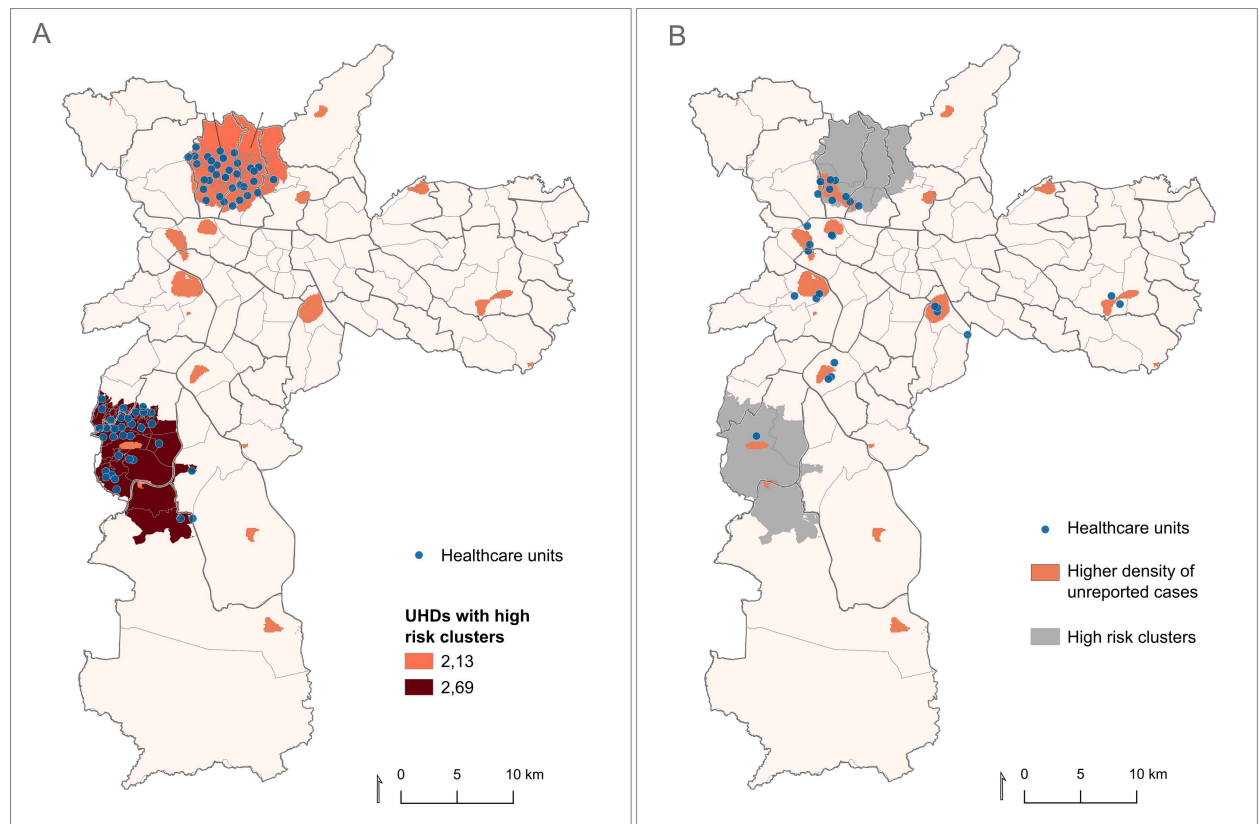 A
Healthcare units
UHDs with high
risk clusters
2,13
2,69
0 5 10 km
B
Healthcare units
Higher density of
unreported cases
High risk clusters
0 5 10 km